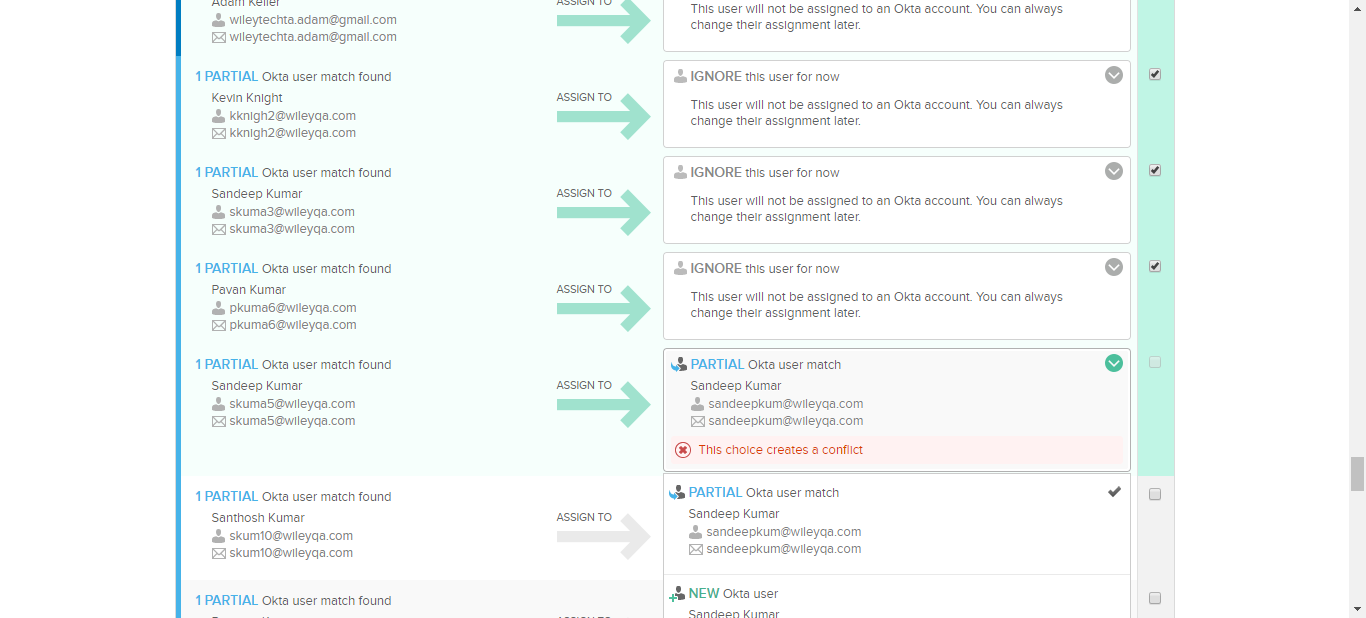 Adam Keller
ASSIGN TO
wileytechta.adam@gmail.com
wileytechta.adam@gmail.com
This user will not be assigned to an Okta account. You can always
change their assignment later.
1 PARTIAL Okta user match found
Kevin Knight
kknigh2@wileyqa.com
kknigh2@wileyqa.com
ASSIGN TO
IGNORE this user for now
This user will not be assigned to an Okta account. You can always
change their assignment later.
1 PARTIAL Okta user match found
Sandeep Kumar
skuma3@wileyqa.com
skuma3@wileyqa.com
ASSIGN TO
IGNORE this user for now
This user will not be assigned to an Okta account. You can always
change their assignment later.
1 PARTIAL Okta user match found
Pavan Kumar
pkuma6@wileyqa.com
pkuma6@wileyqa.com
ASSIGN TO
IGNORE this user for now
This user will not be assigned to an Okta account. You can always
change their assignment later.
1 PARTIAL Okta user match found
Sandeep Kumar
skuma5@wileyqa.com
skuma5@wileyqa.com
ASSIGN TO
PARTIAL Okta user match
Sandeep Kumar
sandeepkum@wileyqa.com
sandeepkum@wileyqa.com
This choice creates a conflict
1 PARTIAL Okta user match found
Santhosh Kumar
skum10@wileyqa.com
skum10@wileyqa.com
ASSIGN TO
PARTIAL Okta user match
Sandeep Kumar
sandeepkum@wileyqa.com
sandeepkum@wileyqa.com
1 PARTIAL Okta user match found
NEW Okta user
Sandeep Kumar